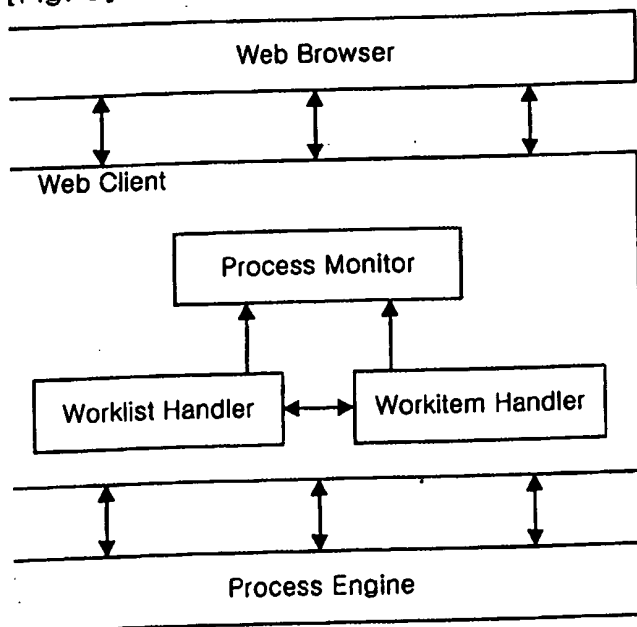 Web Browser
Web Client
Process Monitor
Worklist Handler
Workitem Handler
Process Engine